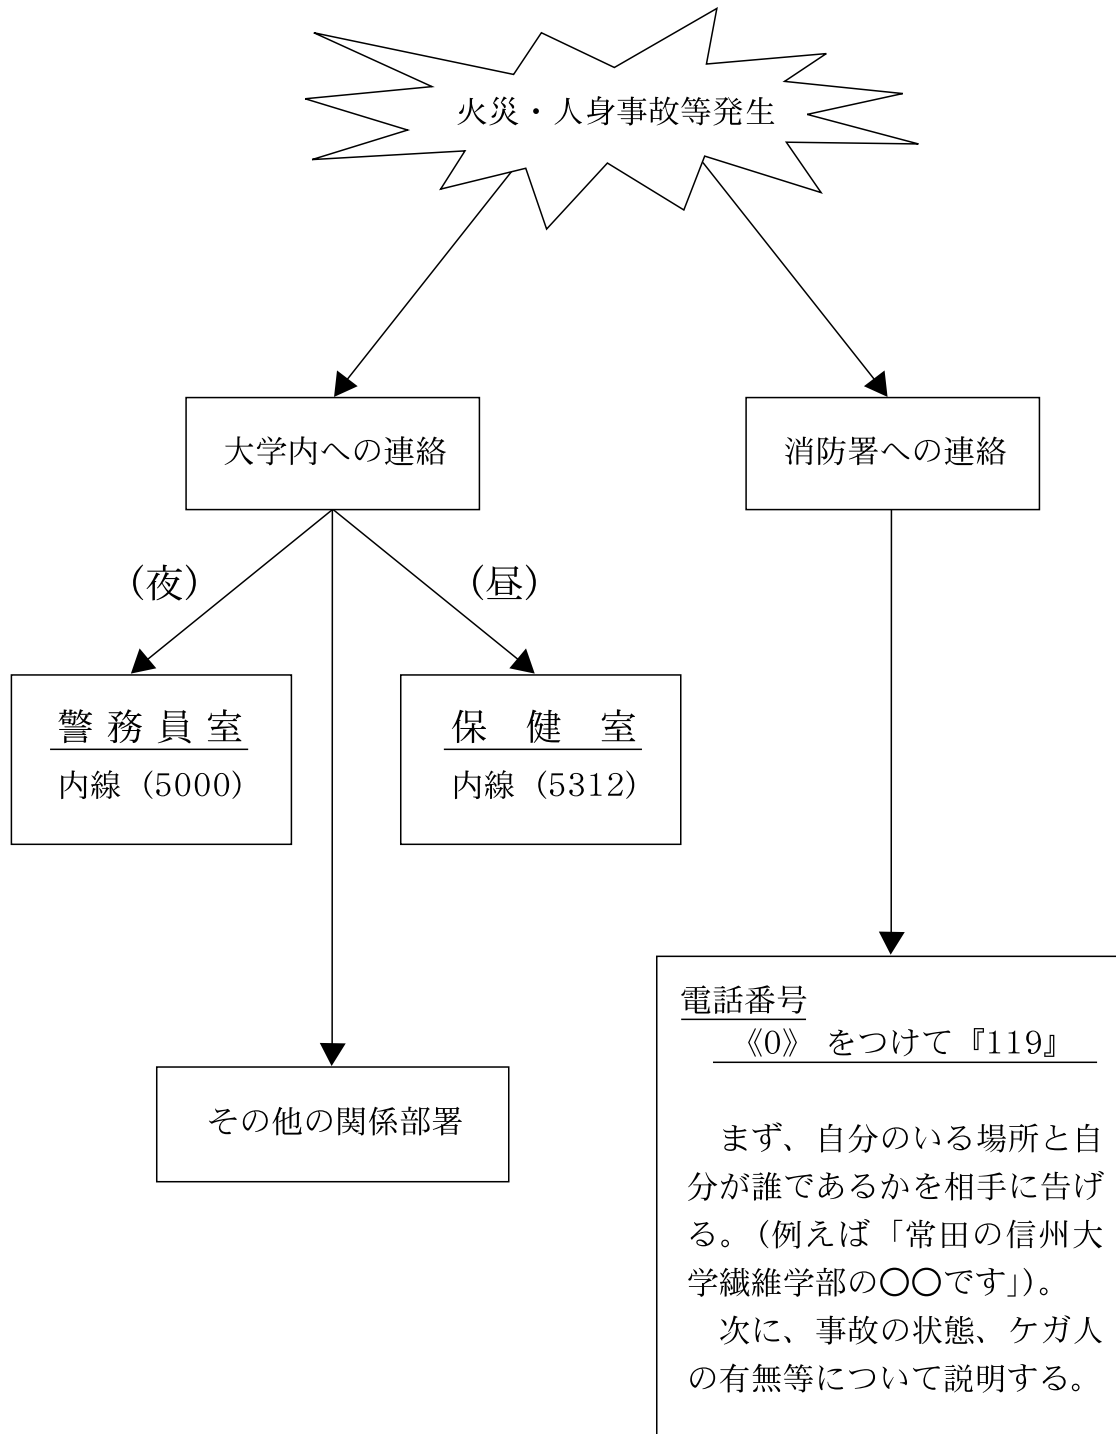 火災・人身事故等発生
大学内への連絡
消防署への連絡
(夜)
(昼)
警務員室
内線（5000）
保健室
内線（5312）
その他の関係部署
電話番号
《0》をつけて『119』
まず、自分のいる場所と自
分が誰であるかを相手に告げ
る。（例えば「常田の信州大
学繊維学部の〇〇です」）。
次に、事故の状態、ケガ人
の有無等について説明する。